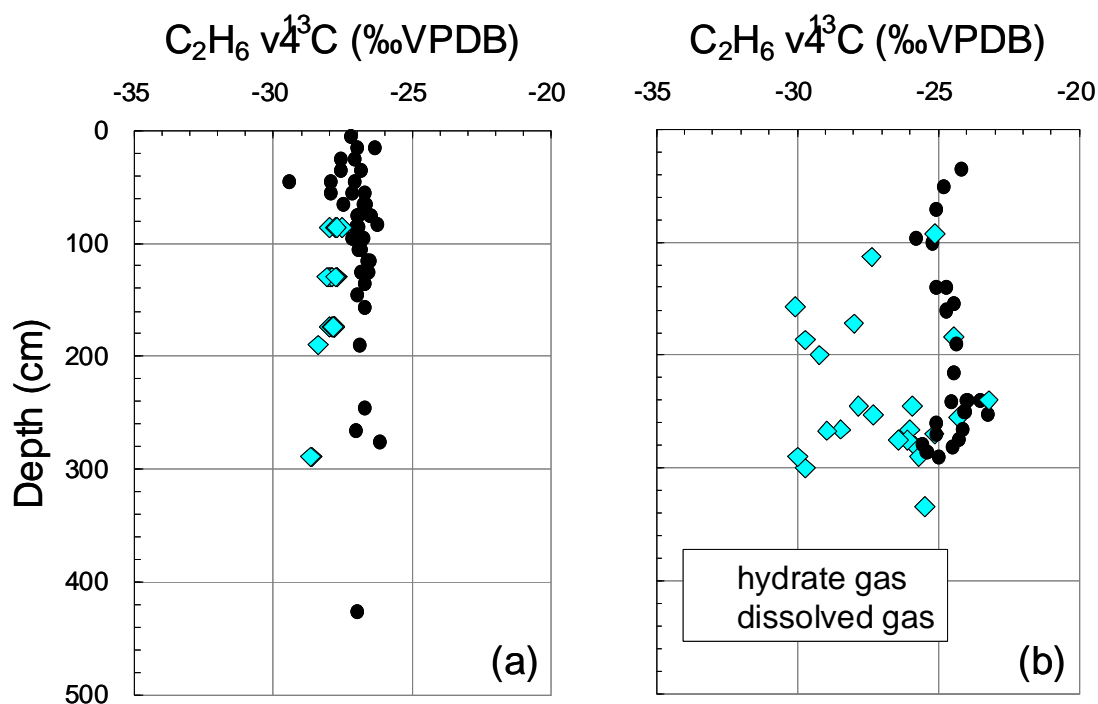 C₂H₆ v4¹³C (‰VPDB)
-35 -30 -25 -20
0
100
200
300
400
500
Depth (cm)
(a)
C₂H₆ v4¹³C (‰VPDB)
-35 -30 -25 -20
hydrate gas
dissolved gas
(b)